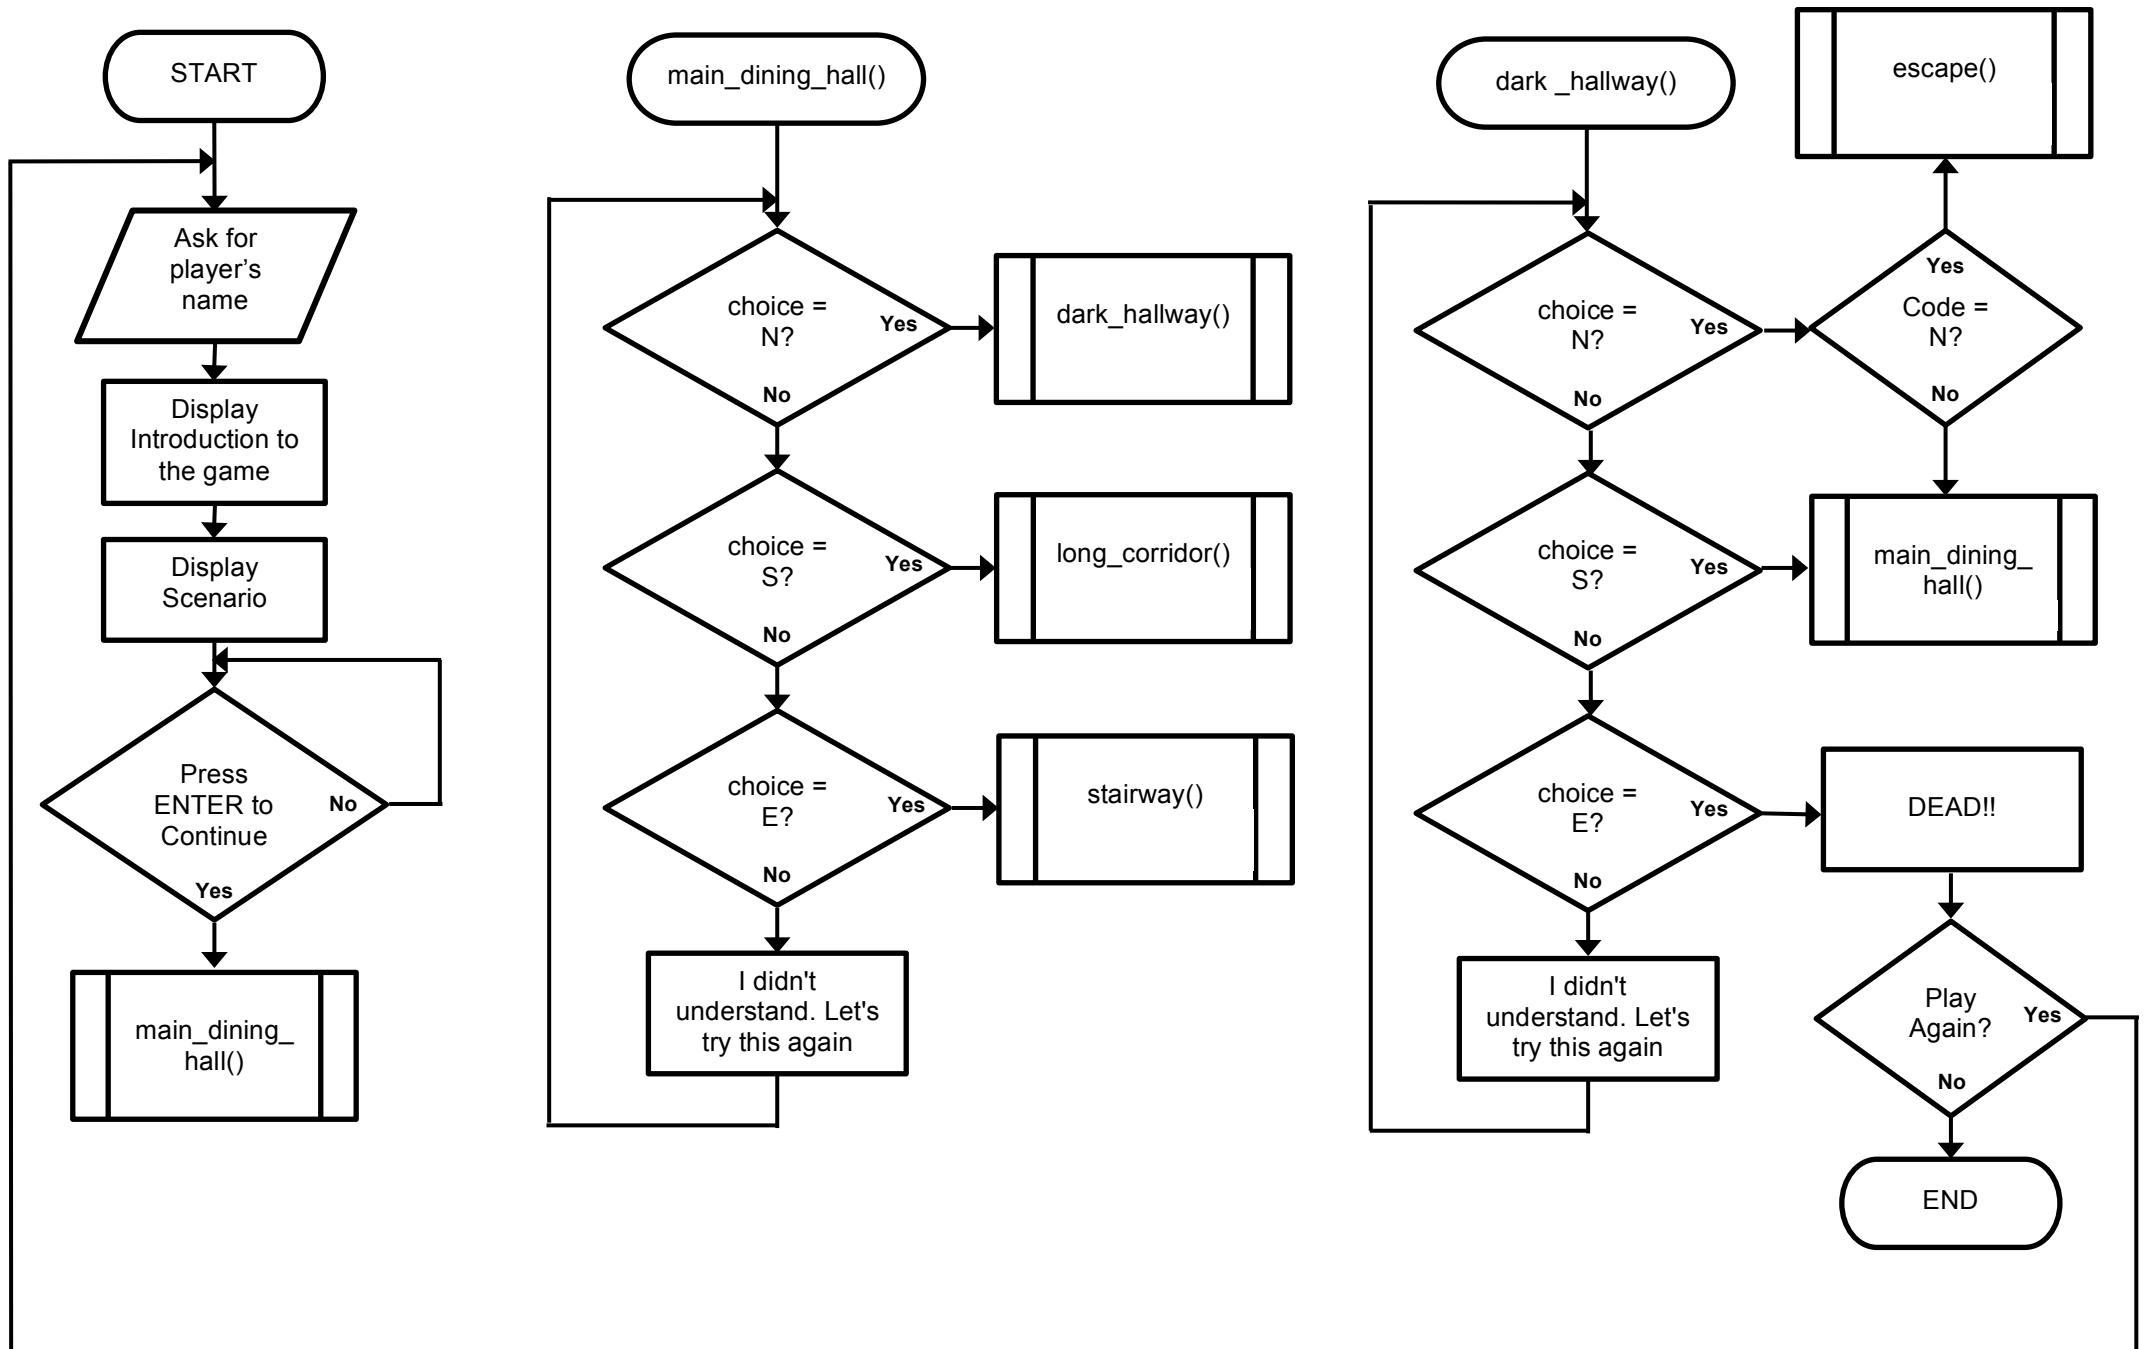 START
Ask for
player's
name
Display
Introduction to
the game
Display
Scenario
Press
ENTER to
Continue
No
Yes
main_dining_
hall()
main_dining_hall()
choice =
N?
Yes
No
dark_hallway()
choice =
S?
Yes
No
long_corridor()
choice =
E?
Yes
No
stairway()
I didn't
understand. Let's
try this again
dark _hallway()
choice =
N?
Yes
No
escape()
Yes
Code =
N?
No
choice =
S?
Yes
No
main_dining_
hall()
choice =
E?
Yes
No
DEAD!!
I didn't
understand. Let's
try this again
Play
Again?
Yes
No
END